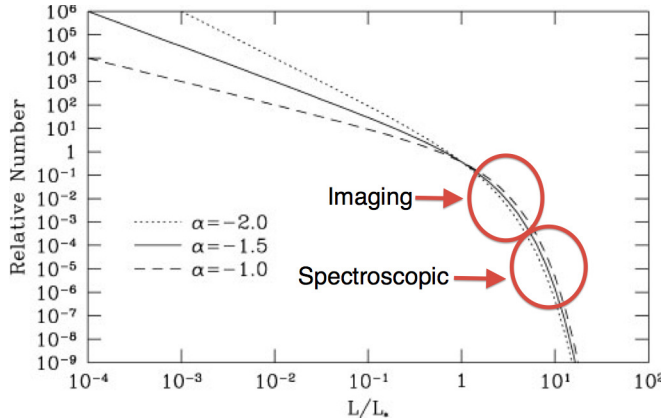 10⁶
10⁵
10⁴
10³
10²
10¹
1
10⁻¹
10⁻²
10⁻³
10⁻⁴
10⁻⁵
10⁻⁶
10⁻⁷
10⁻⁸
10⁻⁹
Relative Number
Imaging
α=−2.0
α=−1.5
α=−1.0
Spectroscopic
10⁻⁴ 10⁻³ 10⁻² 10⁻¹ 1 10¹ 10²
L/L*